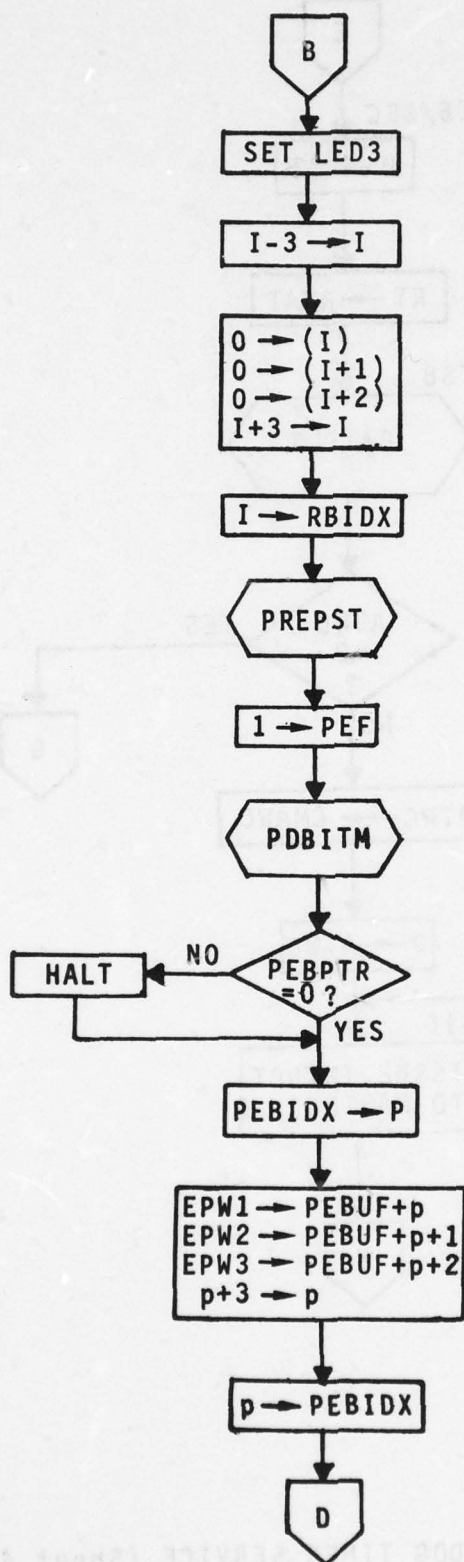 B
SET LED3
I-3 → I
0 → (I)
0 → (I+1)
0 → (I+2)
I+3 → I
I → RBIDX
PREPST
1 → PEF
PDBITM
PEBPTR
=0?
NO
HALT
YES
PEBIDX → P
EPW1 → PEBUF+p
EPW2 → PEBUF+p+1
EPW3 → PEBUF+p+2
p+3 → p
p → PEBIDX
D